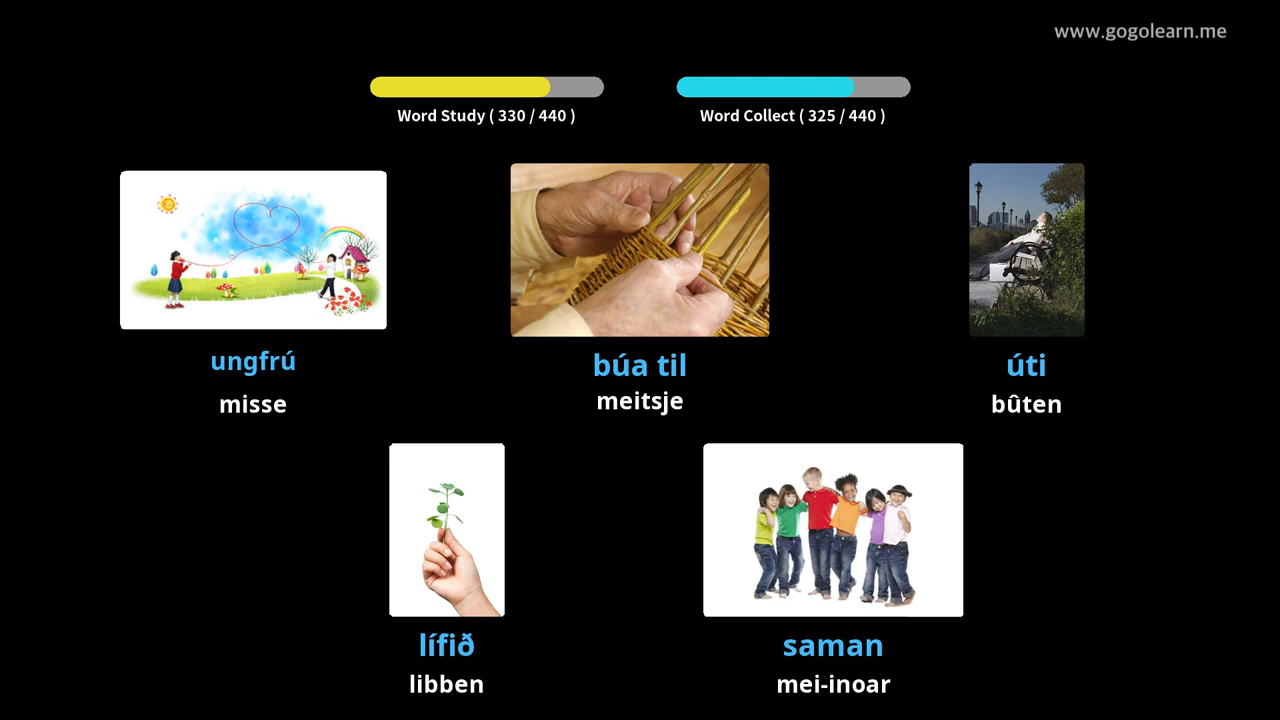 www.gogolearn.me
Word Study ( 330 / 440 )
Word Collect ( 325 / 440 )
ungfrú
misse
búa til
meitsje
úti
bûten
lífið
libben
saman
mei-inoar